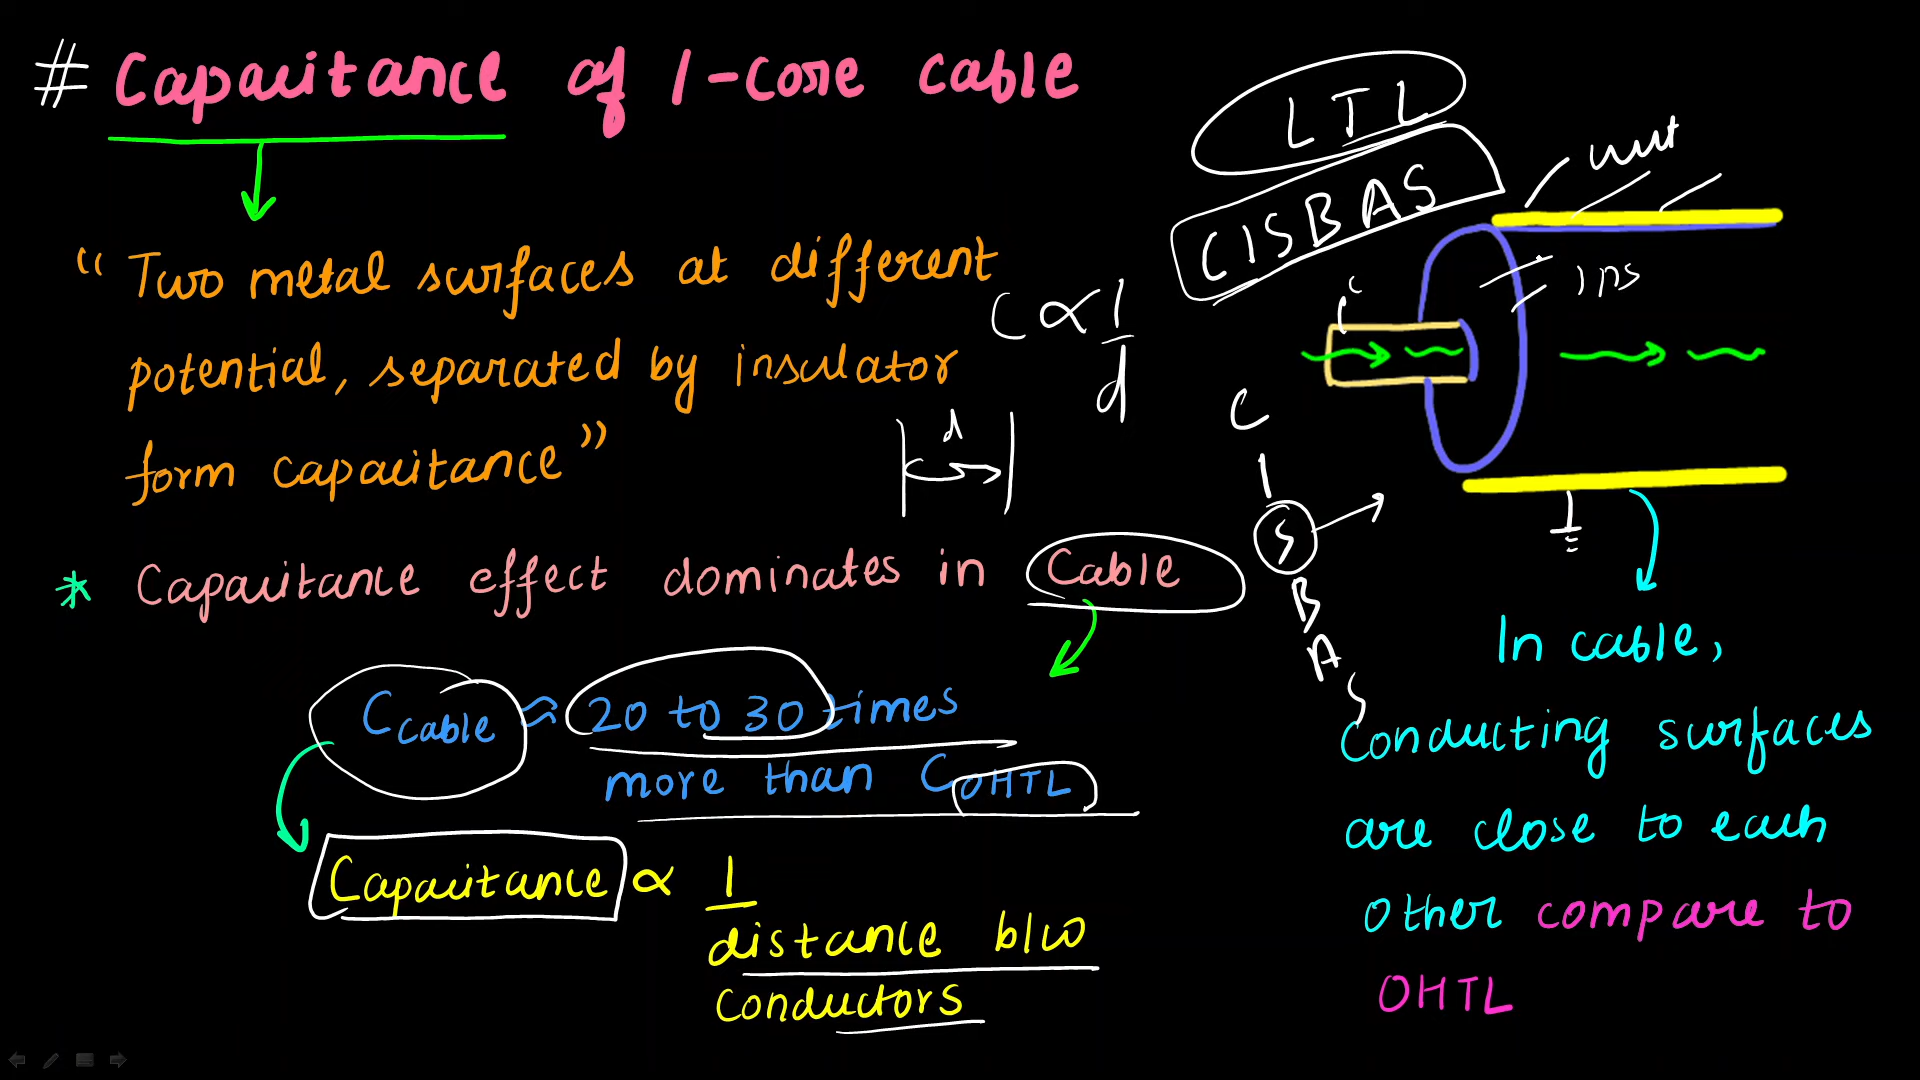 # Capacitance of 1-core cable
LTL
CISBAS
"Two metal surfaces at different
potential, separated by insulator
form capacitance"
C ∝ 1
d
d
ins
C
I
S
B
A
S
* Capacitance effect dominates in Cable
Ccable ≈ 20 to 30 times
more than COHTL
Capacitance ∝ 1
distance b/w
conductors
In cable,
Conducting surfaces
are close to each
other compare to
OHTL